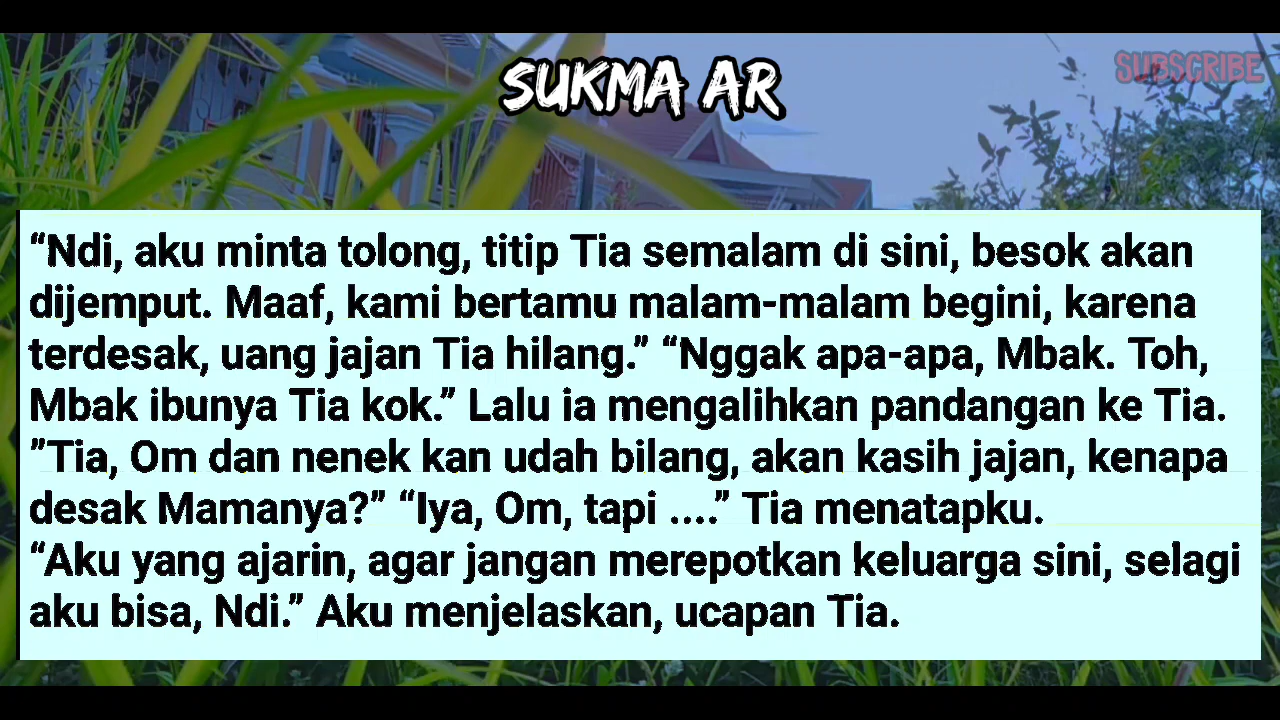 SUKMA AR
SUBSCRIBE
“Ndi, aku minta tolong, titip Tia semalam di sini, besok akan
dijemput. Maaf, kami bertamu malam-malam begini, karena
terdesak, uang jajan Tia hilang.” “Nggak apa-apa, Mbak. Toh,
Mbak ibunya Tia kok.” Lalu ia mengalihkan pandangan ke Tia.
”Tia, Om dan nenek kan udah bilang, akan kasih jajan, kenapa
desak Mamanya?” “Iya, Om, tapi ....” Tia menatapku.
“Aku yang ajarin, agar jangan merepotkan keluarga sini, selagi
aku bisa, Ndi.” Aku menjelaskan, ucapan Tia.